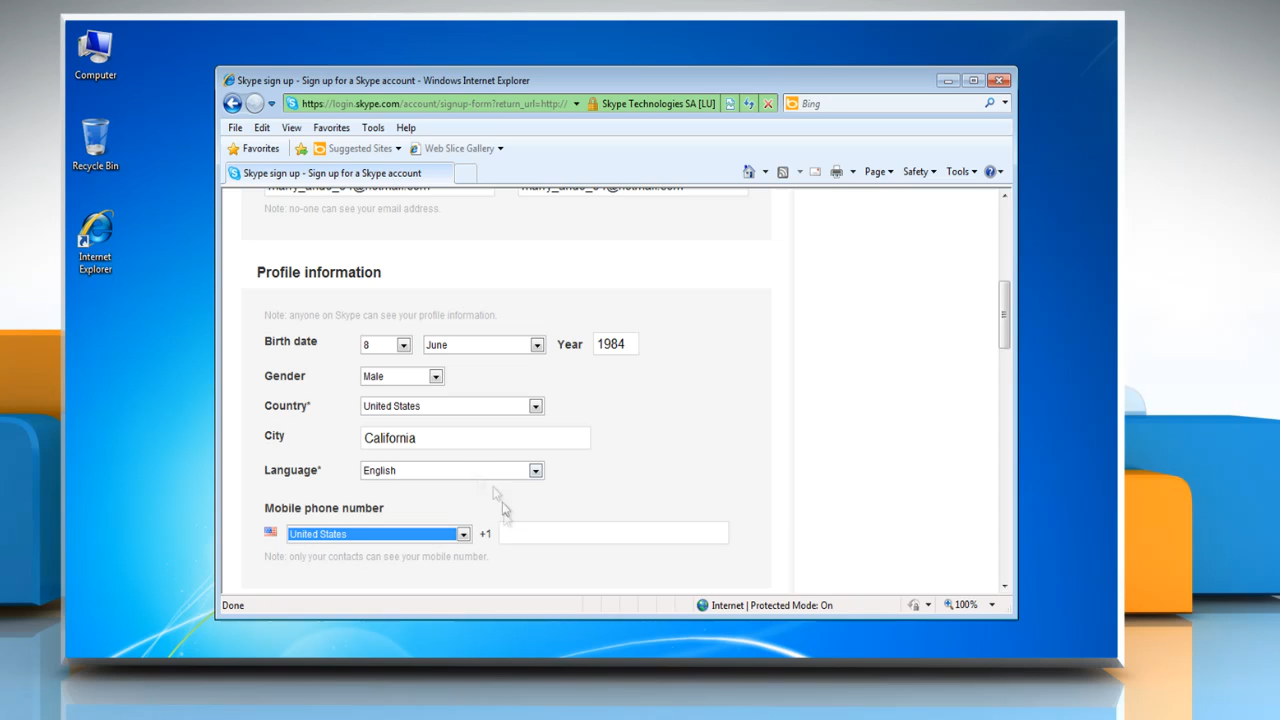 Computer
Recycle Bin
Internet
Explorer
Skype sign up - Sign up for a Skype account - Windows Internet Explorer
https://login.skype.com/account/signup-form?return_url=http:// Skype Technologies SA [LU] Bing
File Edit View Favorites Tools Help
Favorites Suggested Sites Web Slice Gallery
Skype sign up - Sign up for a Skype account Page Safety Tools
Note: no-one can see your email address.
Profile information
Note: anyone on Skype can see your profile information.
Birth date 8 June Year 1984
Gender Male
Country* United States
City California
Language* English
Mobile phone number
United States +1
Note: only your contacts can see your mobile number.
Done Internet | Protected Mode: On 100%